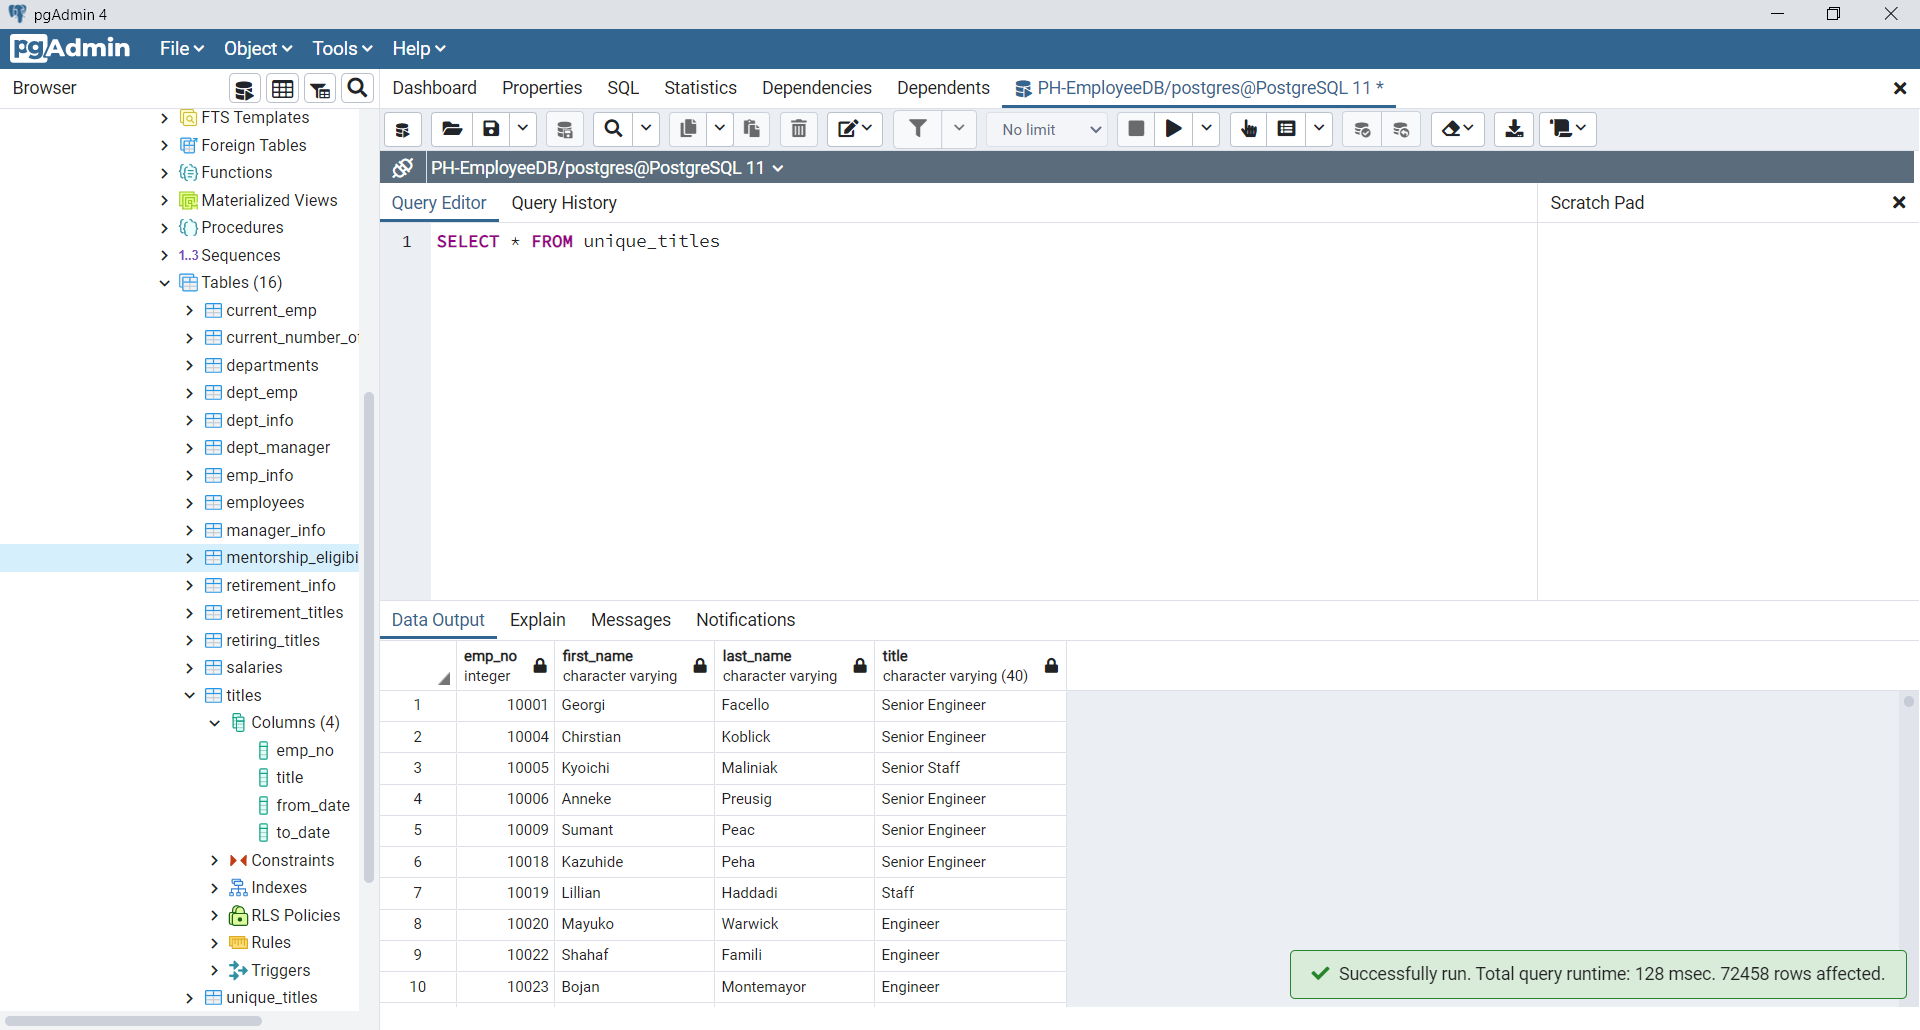 pgAdmin 4
pgAdmin File Object Tools Help
Browser
Dashboard Properties SQL Statistics Dependencies Dependents PH-EmployeeDB/postgres@PostgreSQL 11 *
No limit
PH-EmployeeDB/postgres@PostgreSQL 11
Query Editor Query History
Scratch Pad
1 SELECT * FROM unique_titles
FTS Templates
Foreign Tables
Functions
Materialized Views
Procedures
1..3 Sequences
Tables (16)
current_emp
current_number_of
departments
dept_emp
dept_info
dept_manager
emp_info
employees
manager_info
mentorship_eligibi
retirement_info
retirement_titles
retiring_titles
salaries
titles
Columns (4)
emp_no
title
from_date
to_date
Constraints
Indexes
RLS Policies
Rules
Triggers
unique_titles
Data Output Explain Messages Notifications
emp_no first_name last_name title
integer character varying character varying character varying (40)
1 10001 Georgi Facello Senior Engineer
2 10004 Chirstian Koblick Senior Engineer
3 10005 Kyoichi Maliniak Senior Staff
4 10006 Anneke Preusig Senior Engineer
5 10009 Sumant Peac Senior Engineer
6 10018 Kazuhide Peha Senior Engineer
7 10019 Lillian Haddadi Staff
8 10020 Mayuko Warwick Engineer
9 10022 Shahaf Famili Engineer
10 10023 Bojan Montemayor Engineer
Successfully run. Total query runtime: 128 msec. 72458 rows affected.